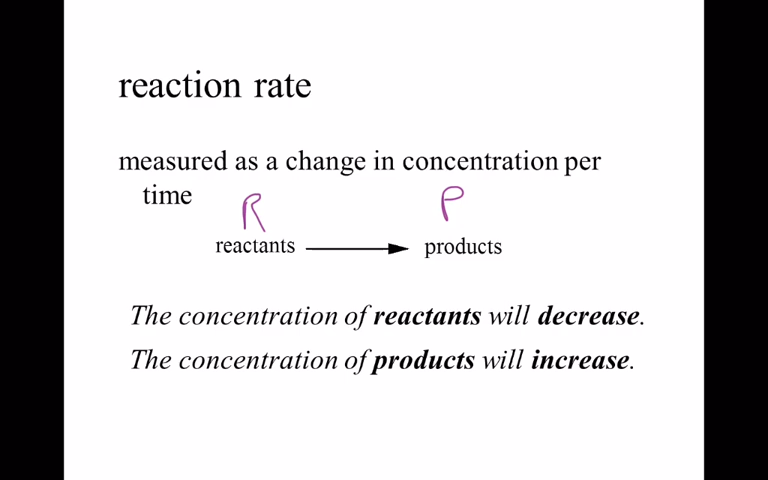 reaction rate
measured as a change in concentration per
time
R P
reactants products
The concentration of reactants will decrease.
The concentration of products will increase.